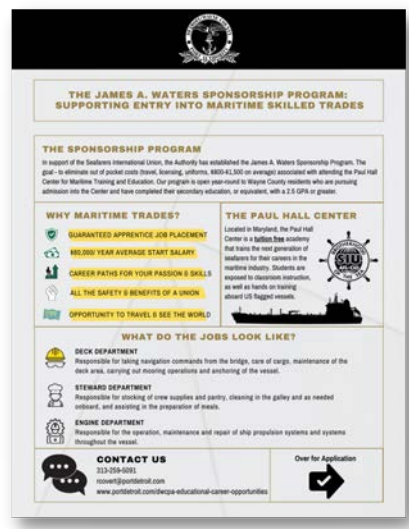 THE JAMES A. WATERS SPONSORSHIP PROGRAM:
SUPPORTING ENTRY INTO MARITIME SKILLED TRADES
THE SPONSORSHIP PROGRAM
In support of the Seafarers International Union, the Authority has established the James A. Waters Sponsorship Program. The
goal - to eliminate out of pocket costs (travel, licensing, uniforms, $800-$1,500 on average) associated with attending the Paul Hall
Center for Maritime Training and Education. Our program is open year-round to Wayne County residents who are pursuing
admission into the Center and have completed their secondary education, or equivalent, with a 2.5 GPA or greater.
WHY MARITIME TRADES?
GUARANTEED APPRENTICE JOB PLACEMENT
$60,000/ YEAR AVERAGE START SALARY
CAREER PATHS FOR YOUR PASSION & SKILLS
ALL THE SAFETY & BENEFITS OF A UNION
OPPORTUNITY TO TRAVEL & SEE THE WORLD
THE PAUL HALL CENTER
Located in Maryland, the Paul Hall
Center is a tuition free academy
that trains the next generation of
seafarers for their careers in the
maritime industry. Students are
exposed to classroom instruction,
as well as hands on training
aboard US flagged vessels.
SIU
AFL-CIO
WHAT DO THE JOBS LOOK LIKE?
DECK DEPARTMENT
Responsible for taking navigation commands from the bridge, care of cargo, maintenance of the
deck area, carrying out mooring operations and anchoring of the vessel.
STEWARD DEPARTMENT
Responsible for stocking of crew supplies and pantry, cleaning in the galley and as needed
onboard, and assisting in the preparation of meals.
ENGINE DEPARTMENT
Responsible for the operation, maintenance and repair of ship propulsion systems and systems
throughout the vessel.
CONTACT US
313-259-5091
rcovert@portdetroit.com
www.portdetroit.com/dwcpa-educational-career-opportunities
Over for Application